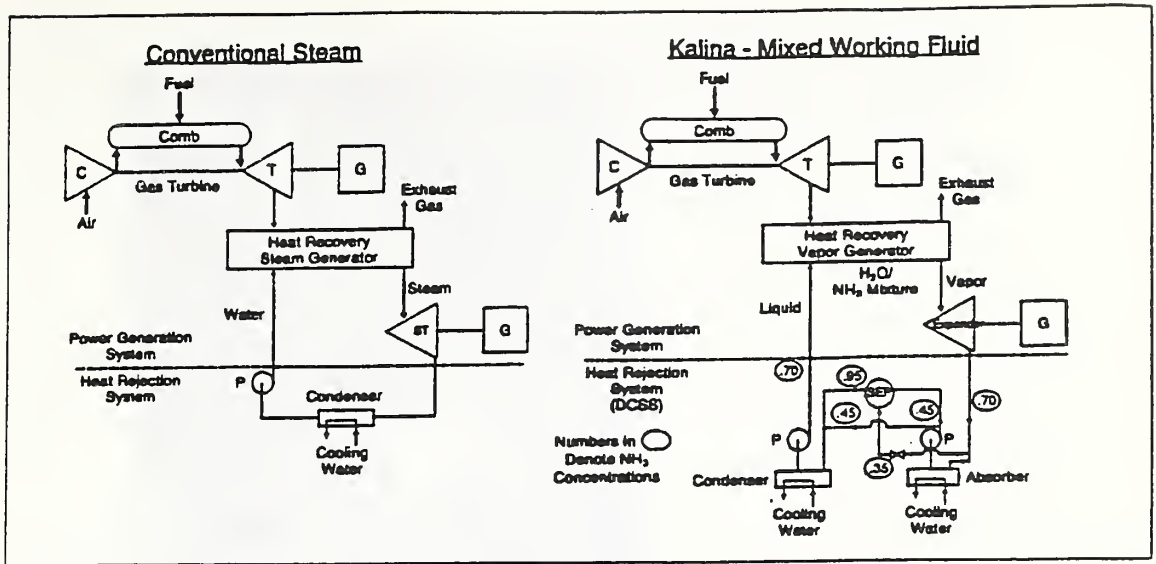 Conventional Steam
Fuel
Comb
C
T
G
Gas Turbine
Air
Exhaust
Gas
Heat Recovery
Steam Generator
Steam
Water
ST
G
Power Generation
System
Heat Rejection
System
P
Condenser
Cooling
Water
Kalina - Mixed Working Fluid
Fuel
Comb
C
T
G
Gas Turbine
Air
Exhaust
Gas
Heat Recovery
Vapor Generator
H₂O/
NH₃ Mixture
Vapor
Liquid
Expander
G
Power Generation
System
Heat Rejection
System
(DCSS)
.70
.95
SEP
.45
.45
.70
P
P
.35
Numbers in
Denote NH₃
Concentrations
Condenser
Absorber
Cooling
Water
Cooling
Water